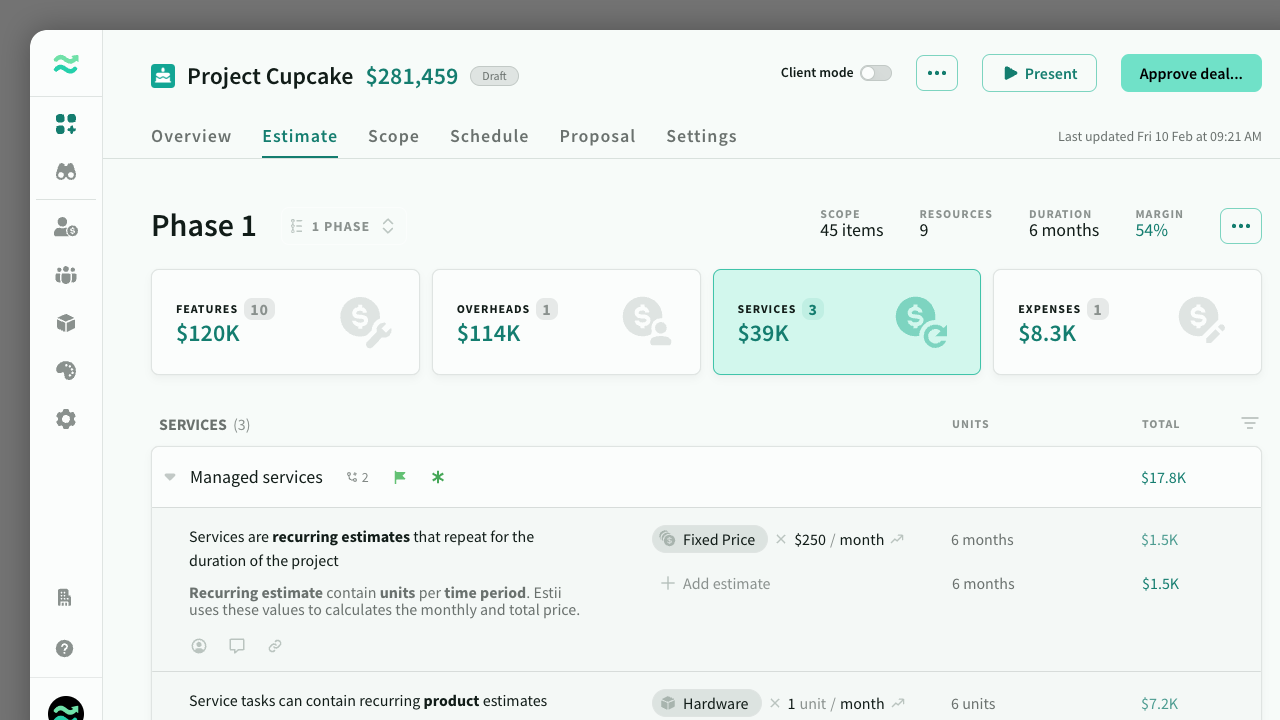 Project Cupcake $281,459 Draft
Client mode
Present
Approve deal...
Overview Estimate Scope Schedule Proposal Settings
Last updated Fri 10 Feb at 09:21 AM
Phase 1
1 PHASE
SCOPE
45 items
RESOURCES
9
DURATION
6 months
MARGIN
54%
FEATURES 10
$120K
OVERHEADS 1
$114K
SERVICES 3
$39K
EXPENSES 1
$8.3K
SERVICES (3) UNITS TOTAL
Managed services 2 $17.8K
Services are recurring estimates that repeat for the
duration of the project
Recurring estimate contain units per time period. Estii
uses these values to calculates the monthly and total price.
Fixed Price × $250 / month 6 months $1.5K
+ Add estimate 6 months $1.5K
Service tasks can contain recurring product estimates
Hardware × 1 unit / month 6 units $7.2K